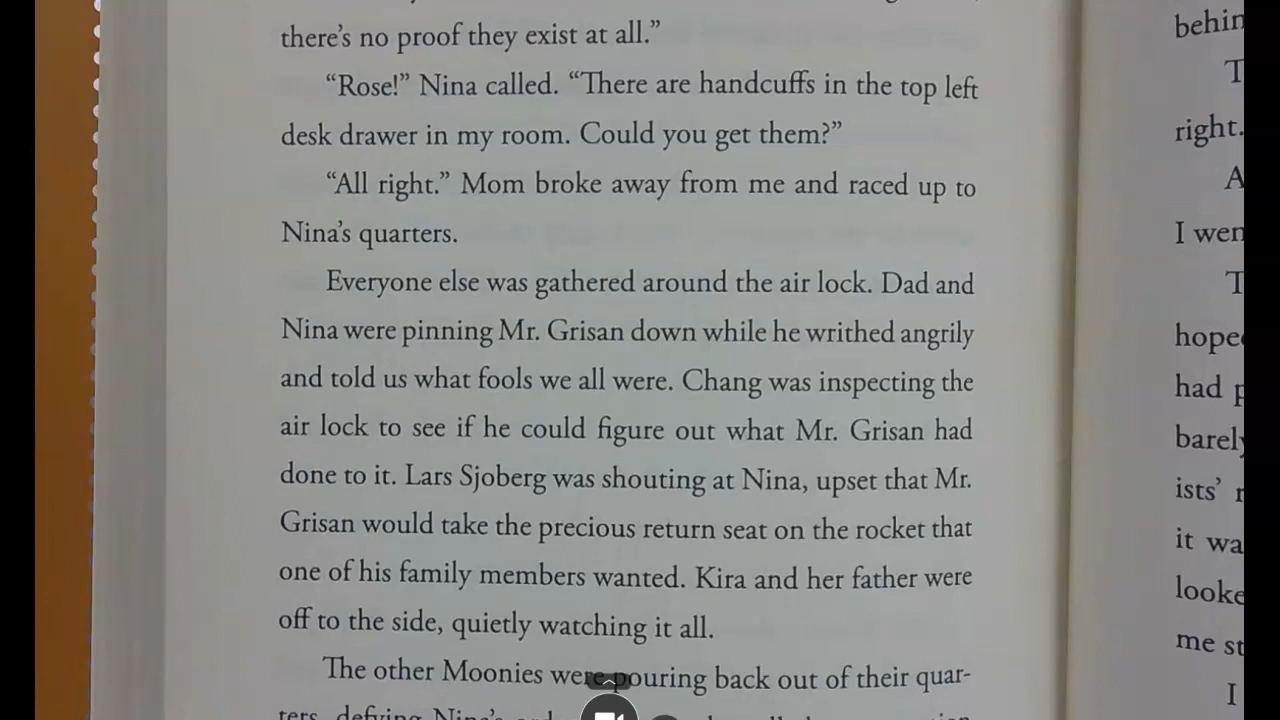 there’s no proof they exist at all.”
“Rose!” Nina called. “There are handcuffs in the top left
desk drawer in my room. Could you get them?”
“All right.” Mom broke away from me and raced up to
Nina’s quarters.
Everyone else was gathered around the air lock. Dad and
Nina were pinning Mr. Grisan down while he writhed angrily
and told us what fools we all were. Chang was inspecting the
air lock to see if he could figure out what Mr. Grisan had
done to it. Lars Sjoberg was shouting at Nina, upset that Mr.
Grisan would take the precious return seat on the rocket that
one of his family members wanted. Kira and her father were
off to the side, quietly watching it all.
The other Moonies were pouring back out of their quar-
ters, defying Nina’s
behin
T
right.
A
I wen
T
hope
had p
barely
ists’ r
it wa
looke
me st
I